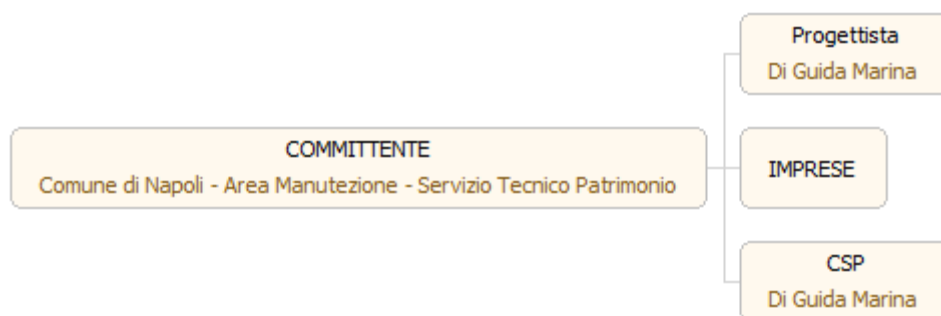 Progettista
Di Guida Marina
COMMITTENTE
Comune di Napoli - Area Manutezione - Servizio Tecnico Patrimonio
IMPRESE
CSP
Di Guida Marina